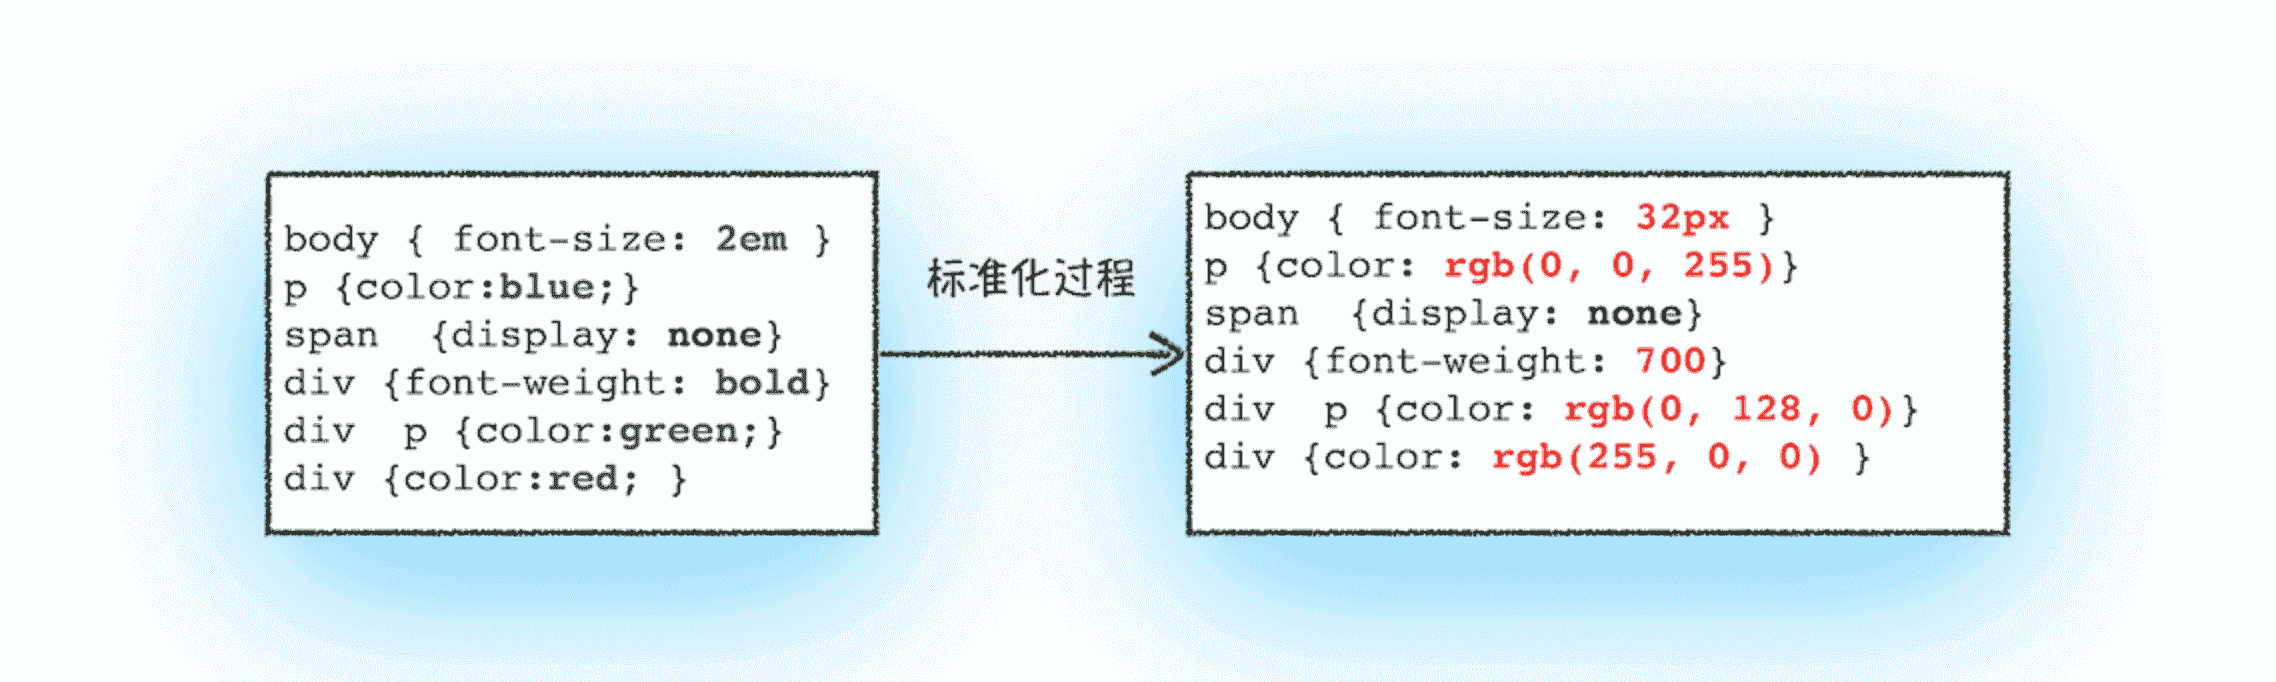 body { font-size: 2em }
p {color:blue;}
span  {display: none}
div {font-weight: bold}
div  p {color:green;}
div {color:red; }
标准化过程
body { font-size: 32px }
p {color: rgb(0, 0, 255)}
span  {display: none}
div {font-weight: 700}
div  p {color: rgb(0, 128, 0)}
div {color: rgb(255, 0, 0) }